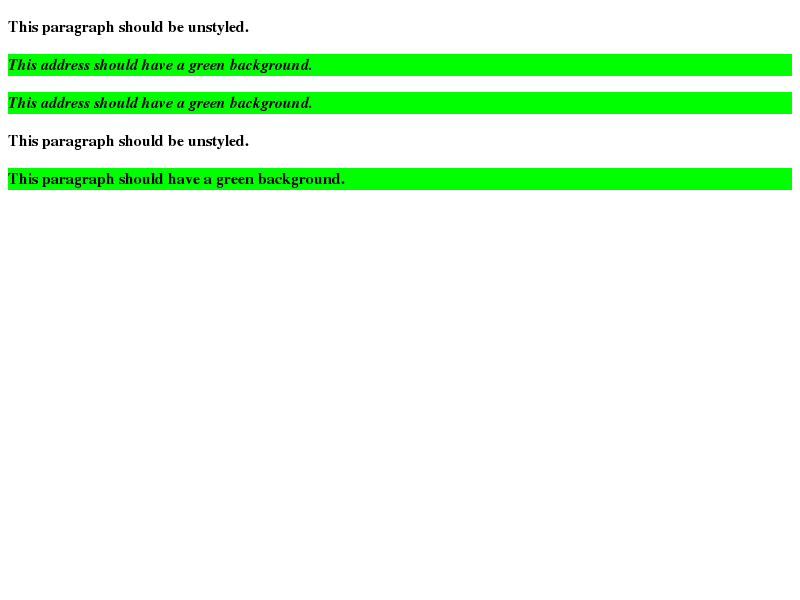 This paragraph should be unstyled.
This address should have a green background.
This address should have a green background.
This paragraph should be unstyled.
This paragraph should have a green background.